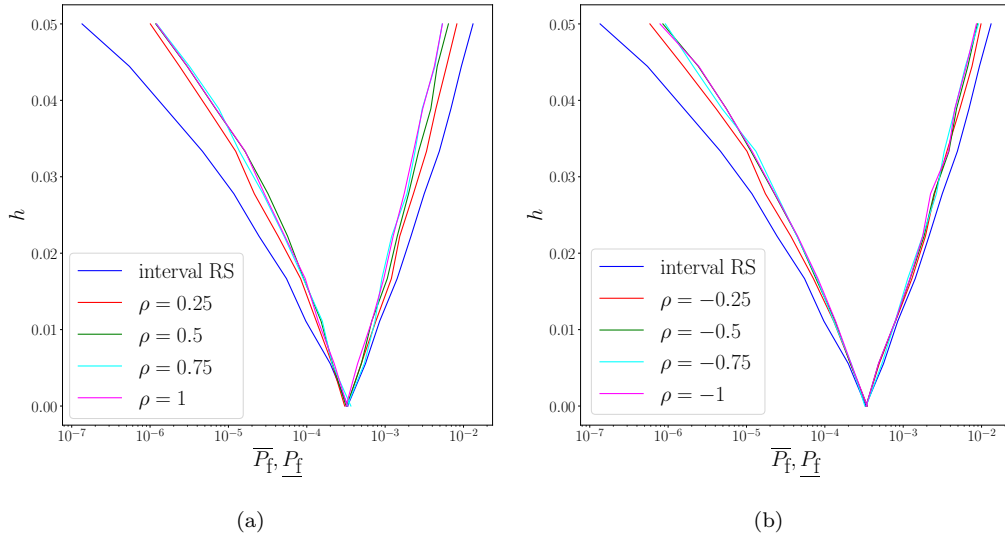 0.05
0.04
0.03
0.02
0.01
0.00
h
interval RS
ρ = 0.25
ρ = 0.5
ρ = 0.75
ρ = 1
10⁻⁷ 10⁻⁶ 10⁻⁵ 10⁻⁴ 10⁻³ 10⁻²
P̅f, P̲f
(a)
0.05
0.04
0.03
0.02
0.01
0.00
h
interval RS
ρ = −0.25
ρ = −0.5
ρ = −0.75
ρ = −1
10⁻⁷ 10⁻⁶ 10⁻⁵ 10⁻⁴ 10⁻³ 10⁻²
P̅f, P̲f
(b)